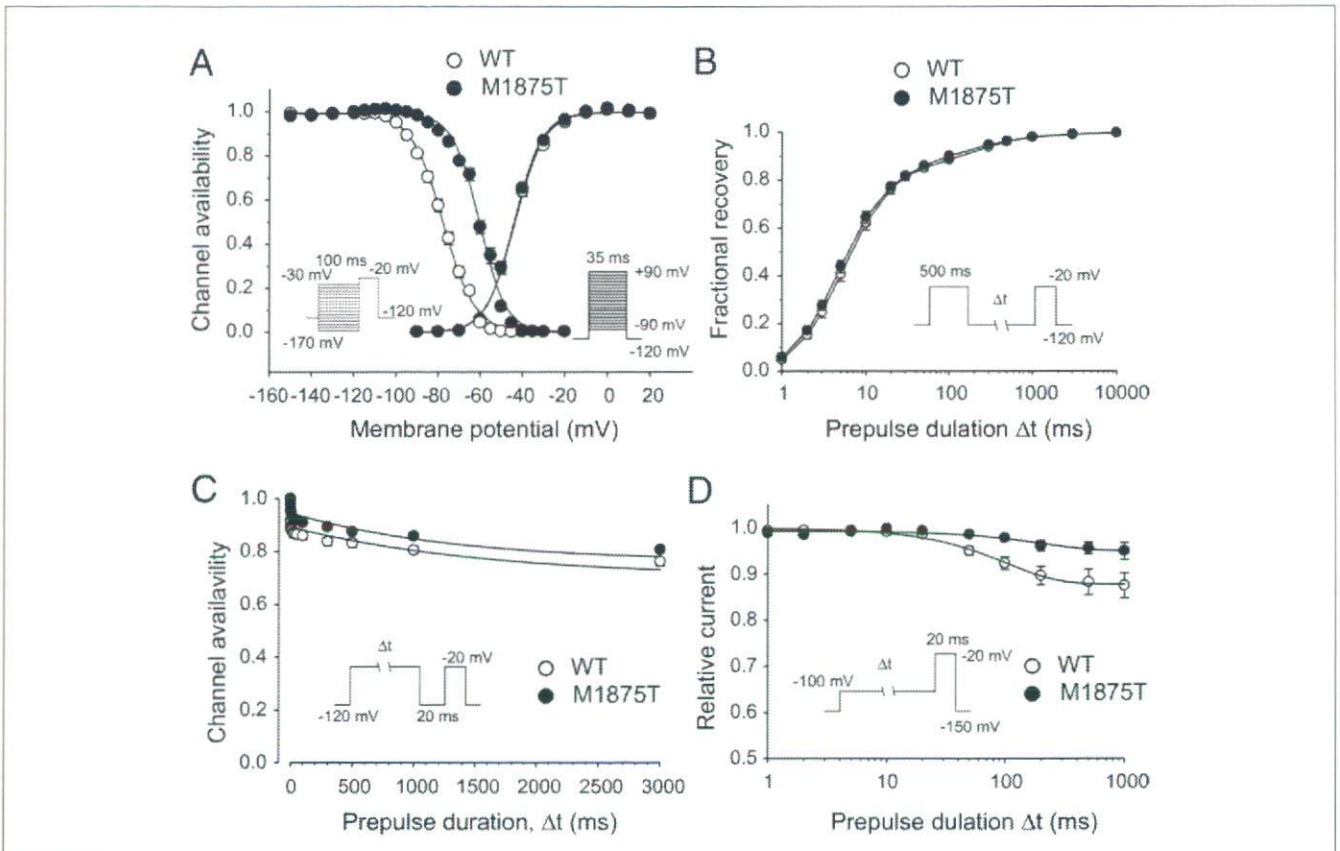 A
WT
M1875T
Channel availability
1.0
0.8
0.6
0.4
0.2
0.0
100 ms
-30 mV
-20 mV
-120 mV
-170 mV
35 ms
+90 mV
-90 mV
-120 mV
-160 -140 -120 -100 -80 -60 -40 -20 0 20
Membrane potential (mV)
B
WT
M1875T
Fractional recovery
1.0
0.8
0.6
0.4
0.2
0.0
500 ms
Δt
-20 mV
-120 mV
1 10 100 1000 10000
Prepulse dulation Δt (ms)
C
Channel availavility
1.0
0.8
0.6
0.4
0.2
0.0
Δt
-20 mV
-120 mV
20 ms
WT
M1875T
0 500 1000 1500 2000 2500 3000
Prepulse duration, Δt (ms)
D
Relative current
1.0
0.9
0.8
0.7
0.6
0.5
20 ms
Δt
-20 mV
-100 mV
-150 mV
WT
M1875T
1 10 100 1000
Prepulse dulation Δt (ms)